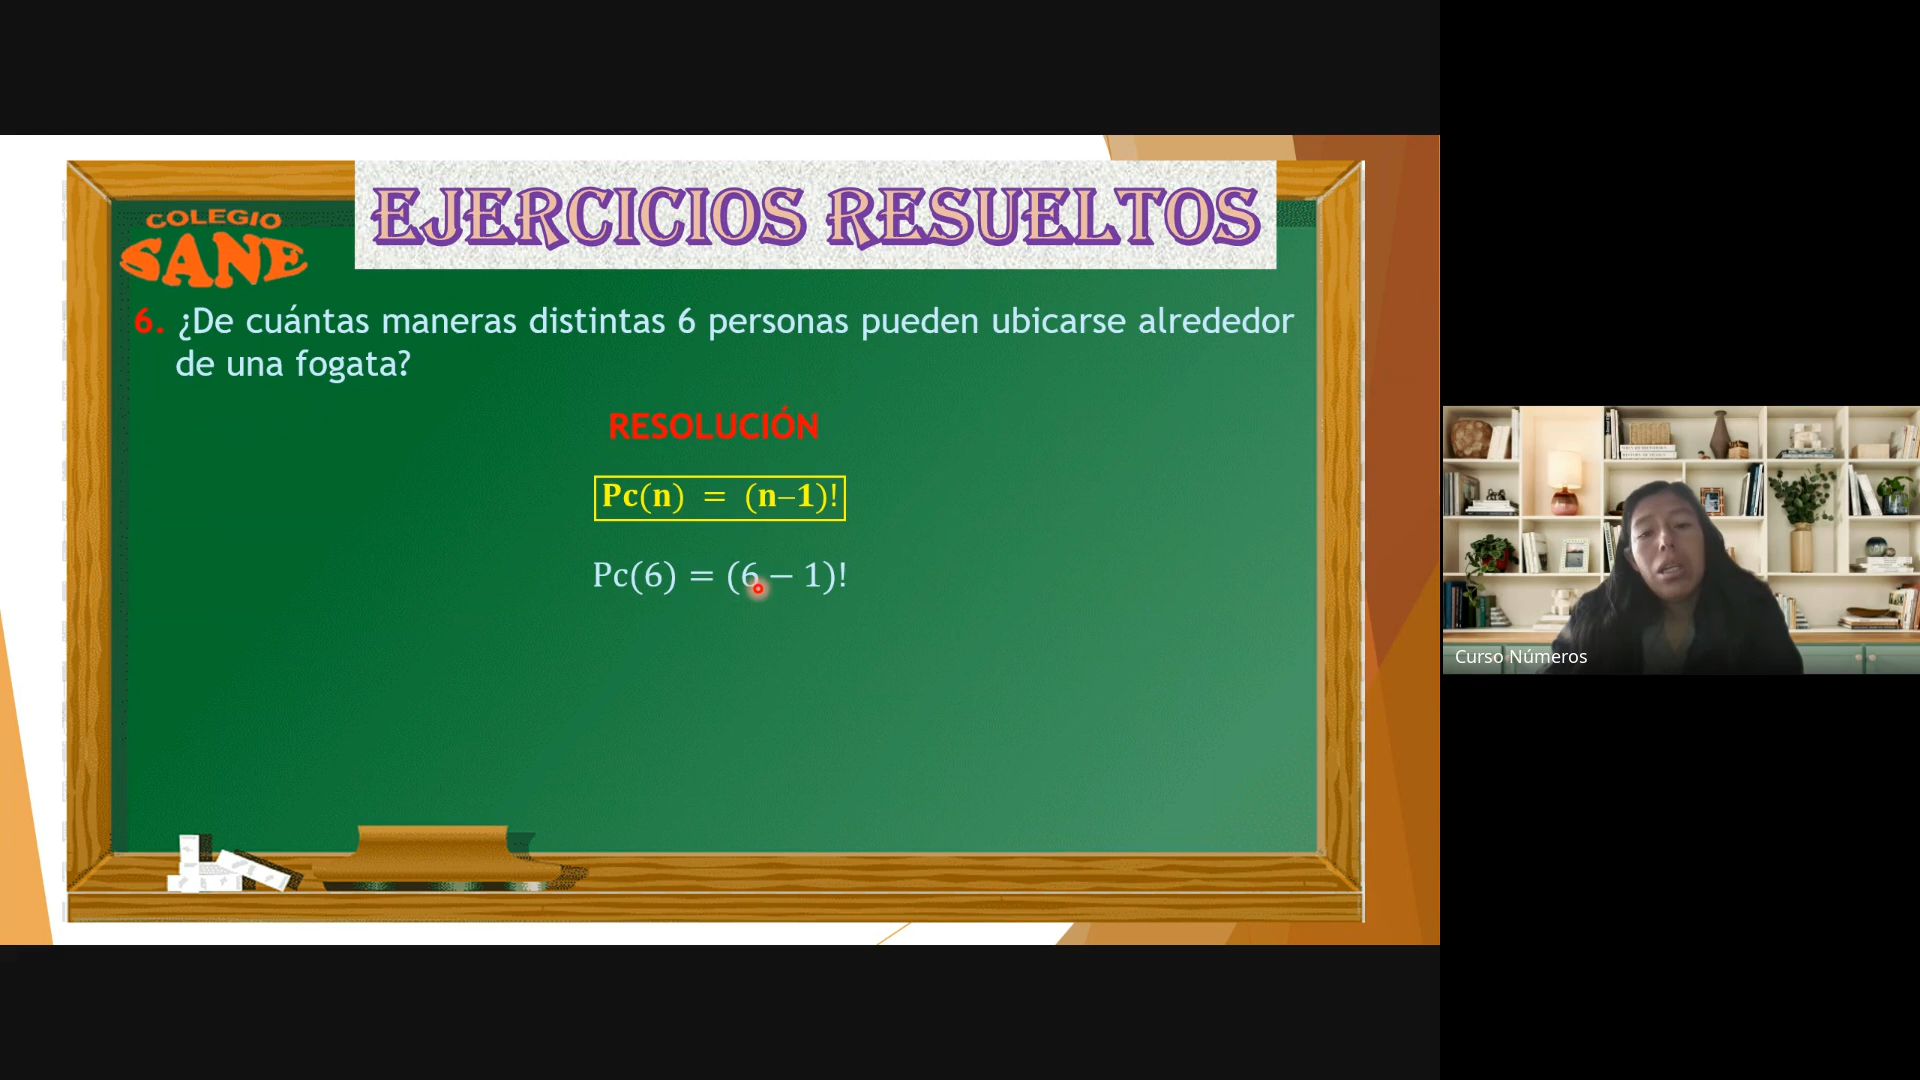 EJERCICIOS RESUELTOS
COLEGIO
SANE
6. ¿De cuántas maneras distintas 6 personas pueden ubicarse alrededor
de una fogata?
RESOLUCIÓN
Pc(n) = (n–1)!
Pc(6) = (6 − 1)!
Curso Números